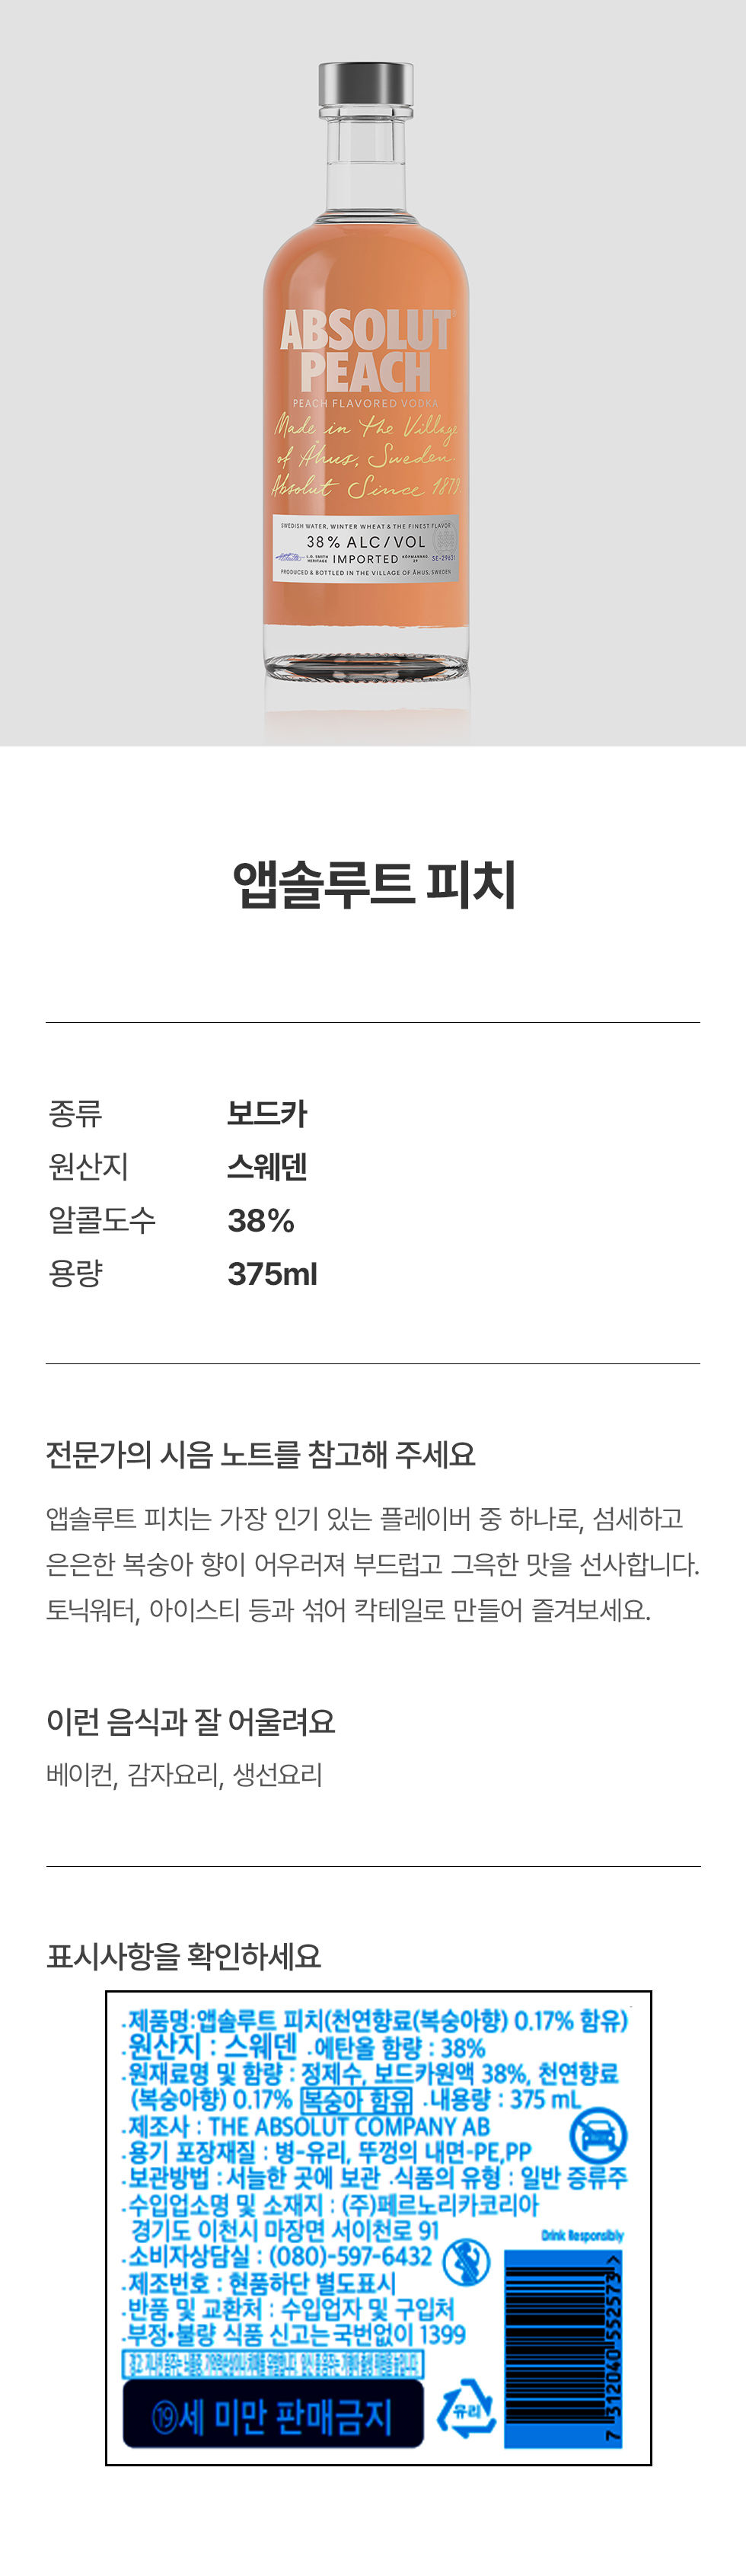 ABSOLUT
PEACH
PEACH FLAVORED VODKA
Made in the Village
of Åhus, Sweden.
Absolut Since 1879
SWEDISH WATER, WINTER WHEAT & THE FINEST FLAVOR
38% ALC/VOL
L.O. SMITH HERITAGE IMPORTED KÖPMANNAG. 29 SE-29631
PRODUCED & BOTTLED IN THE VILLAGE OF ÅHUS, SWEDEN
앱솔루트 피치
종류 보드카
원산지 스웨덴
알콜도수 38%
용량 375ml
전문가의 시음 노트를 참고해 주세요
앱솔루트 피치는 가장 인기 있는 플레이버 중 하나로, 섬세하고
은은한 복숭아 향이 어우러져 부드럽고 그윽한 맛을 선사합니다.
토닉워터, 아이스티 등과 섞어 칵테일로 만들어 즐겨보세요.
이런 음식과 잘 어울려요
베이컨, 감자요리, 생선요리
표시사항을 확인하세요
·제품명:앱솔루트 피치(천연향료(복숭아향) 0.17% 함유)
·원산지 : 스웨덴 ·에탄올 함량 : 38%
·원재료명 및 함량 : 정제수, 보드카원액 38%, 천연향료
(복숭아향) 0.17% 복숭아 함유 ·내용량 : 375 mL
·제조사 : THE ABSOLUT COMPANY AB
·용기 포장재질 : 병-유리, 뚜껑의 내면-PE,PP
·보관방법 : 서늘한 곳에 보관 ·식품의 유형 : 일반 증류주
·수입업소명 및 소재지 : (주)페르노리카코리아
경기도 이천시 마장면 서이천로 91
Drink Responsibly
·소비자상담실 : (080)-597-6432
·제조번호 : 현품하단 별도표시
·반품 및 교환처 : 수입업자 및 구입처
·부정•불량 식품 신고는 국번없이 1399
⑲세 미만 판매금지
유리
7 312040 552573 >